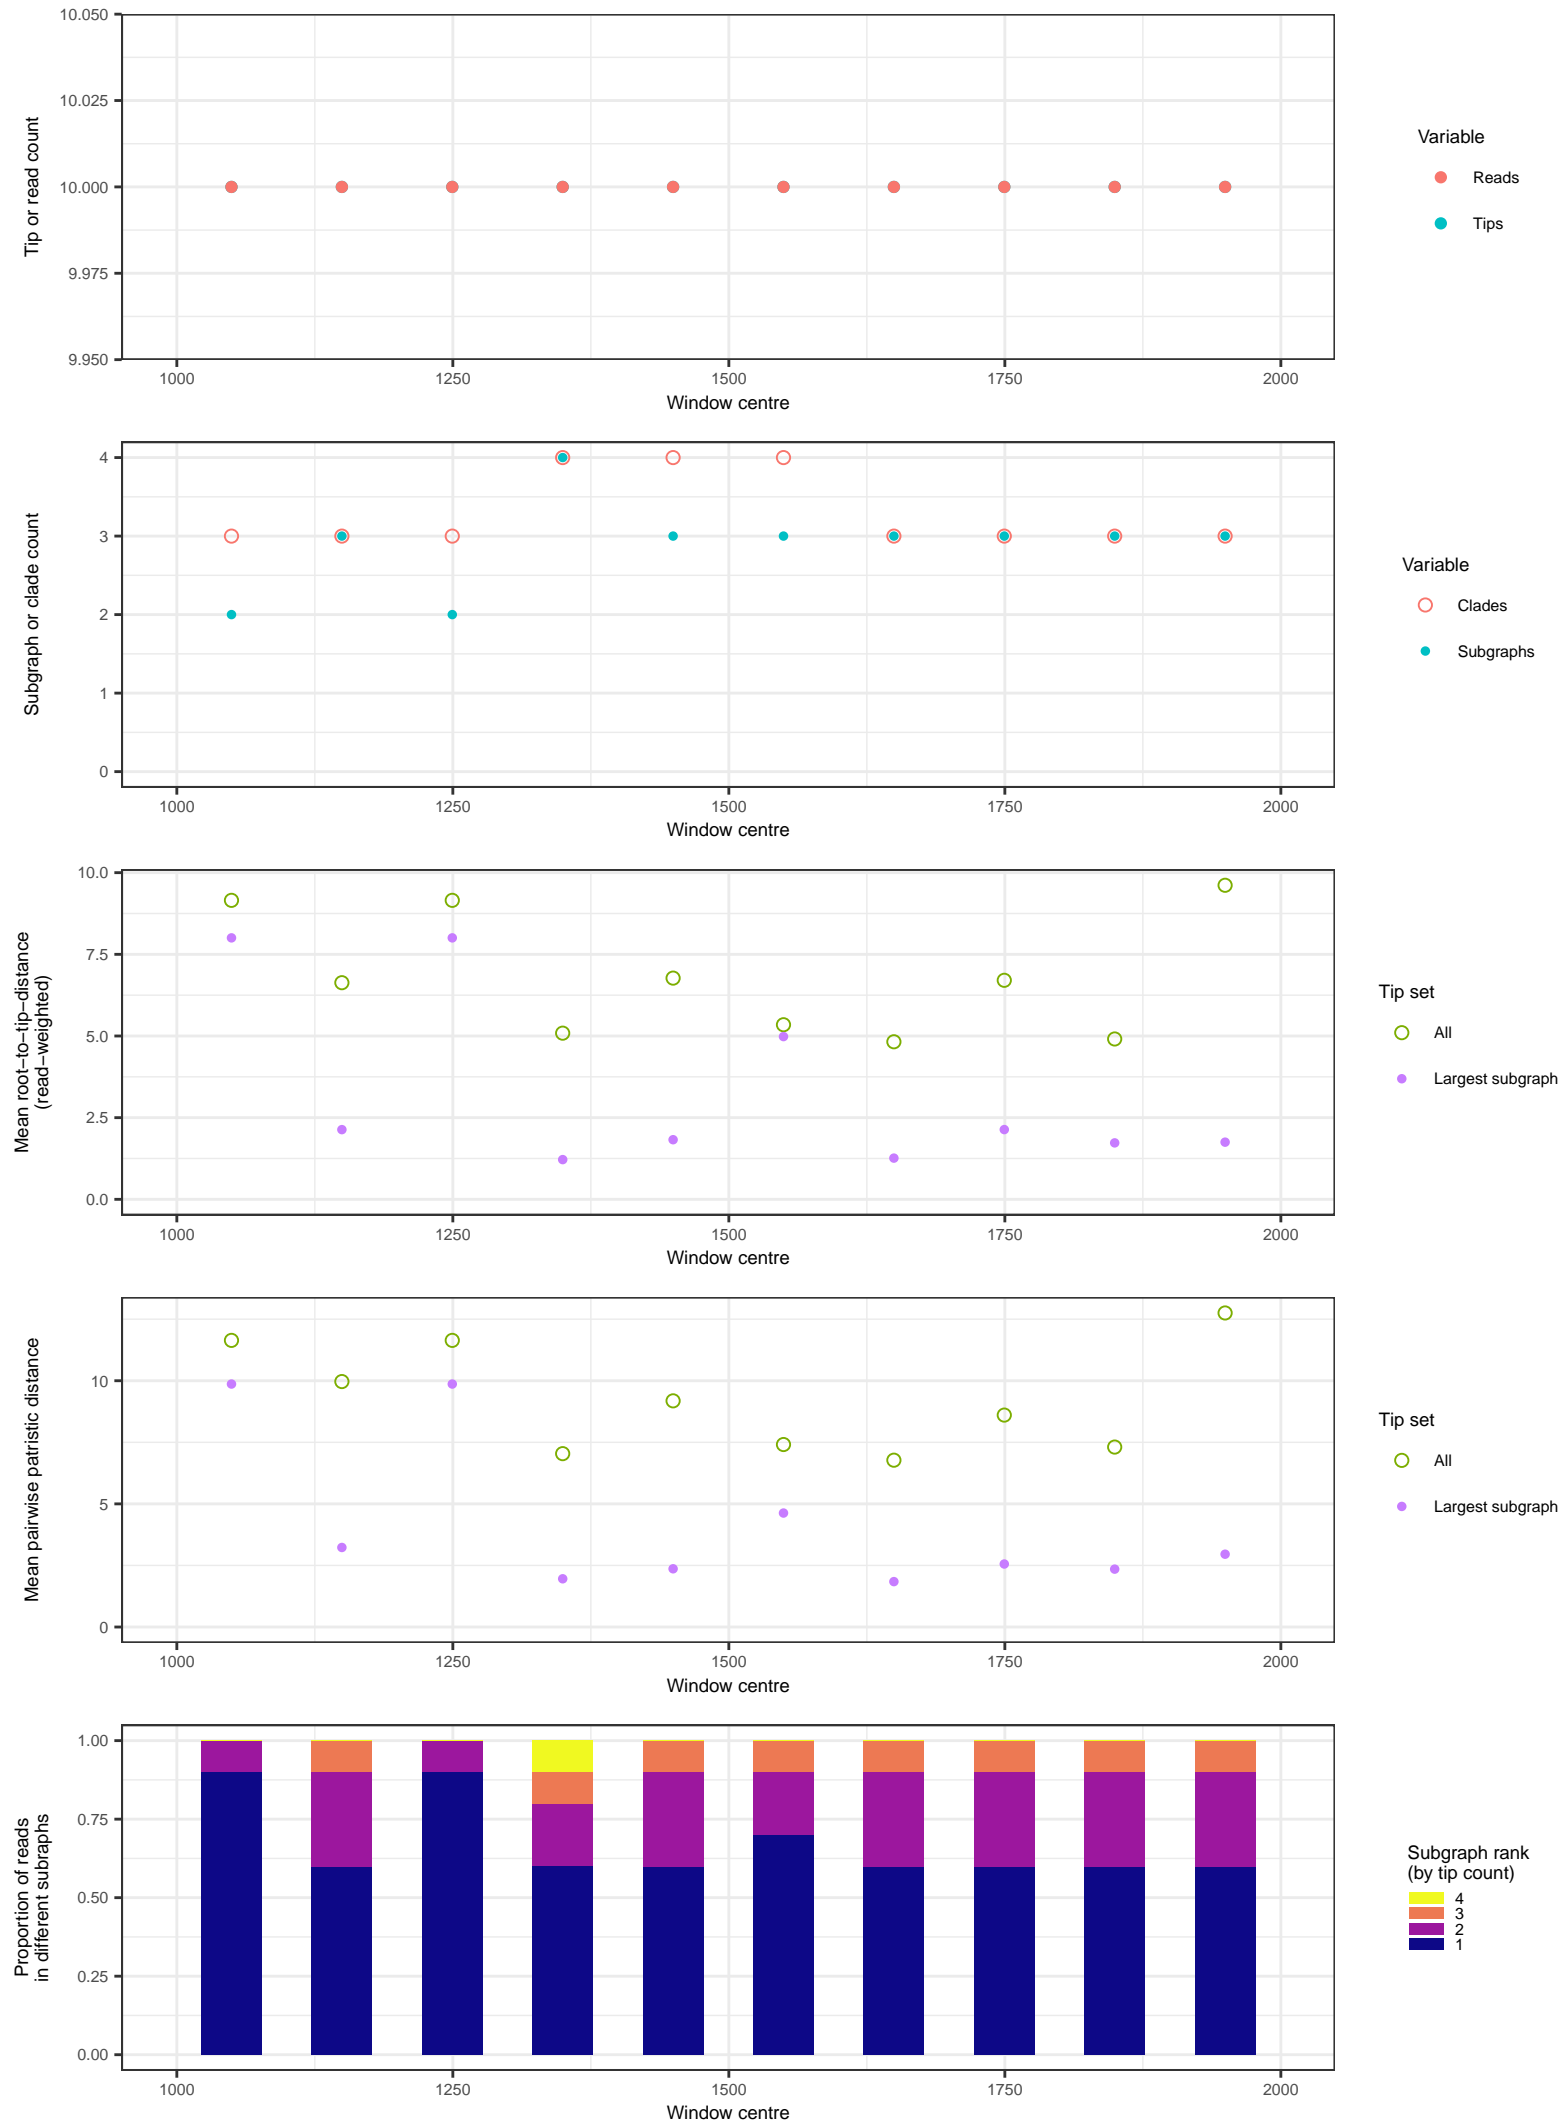 10.050
10.025
10.000
9.975
9.950
Tip or read count
1000 1250 1500 1750 2000
Window centre
Variable
Reads
Tips
4
3
2
1
0
Subgraph or clade count
1000 1250 1500 1750 2000
Window centre
Variable
Clades
Subgraphs
10.0
7.5
5.0
2.5
0.0
Mean root−to−tip−distance
(read−weighted)
1000 1250 1500 1750 2000
Window centre
Tip set
All
Largest subgraph
10
5
0
Mean pairwise patristic distance
1000 1250 1500 1750 2000
Window centre
Tip set
All
Largest subgraph
1.00
0.75
0.50
0.25
0.00
Proportion of reads
in different subraphs
1000 1250 1500 1750 2000
Window centre
Subgraph rank
(by tip count)
4
3
2
1